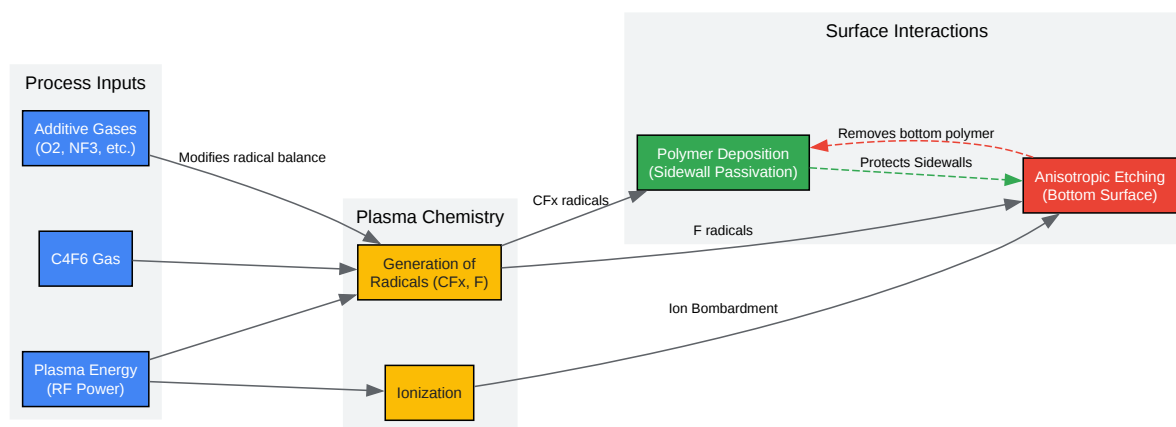 Surface Interactions
Process Inputs
Additive Gases
(O2, NF3, etc.)
C4F6 Gas
Plasma Energy
(RF Power)
Modifies radical balance
Plasma Chemistry
Generation of
Radicals (CFx, F)
Ionization
CFx radicals
F radicals
Ion Bombardment
Polymer Deposition
(Sidewall Passivation)
Removes bottom polymer
Protects Sidewalls
Anisotropic Etching
(Bottom Surface)